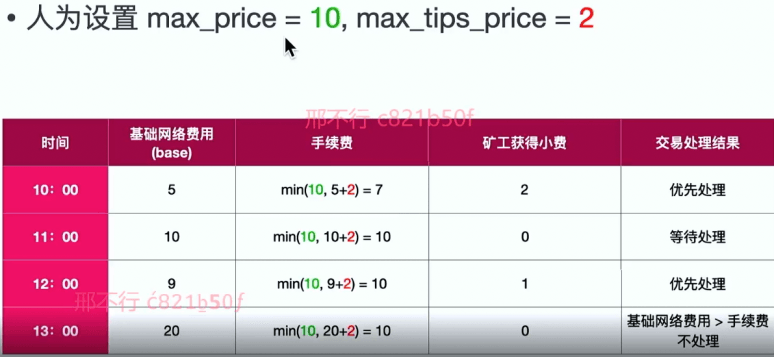 • 人为设置 max_price = 10, max_tips_price = 2
邢不行 c821b50f
时间 基础网络费用 (base) 手续费 矿工获得小费 交易处理结果
10：00 5 min(10, 5+2) = 7 2 优先处理
11：00 10 min(10, 10+2) = 10 0 等待处理
12：00 9 min(10, 9+2) = 10 1 优先处理
邢不行 c821b50f
13：00 20 min(10, 20+2) = 10 0 基础网络费用 > 手续费 不处理